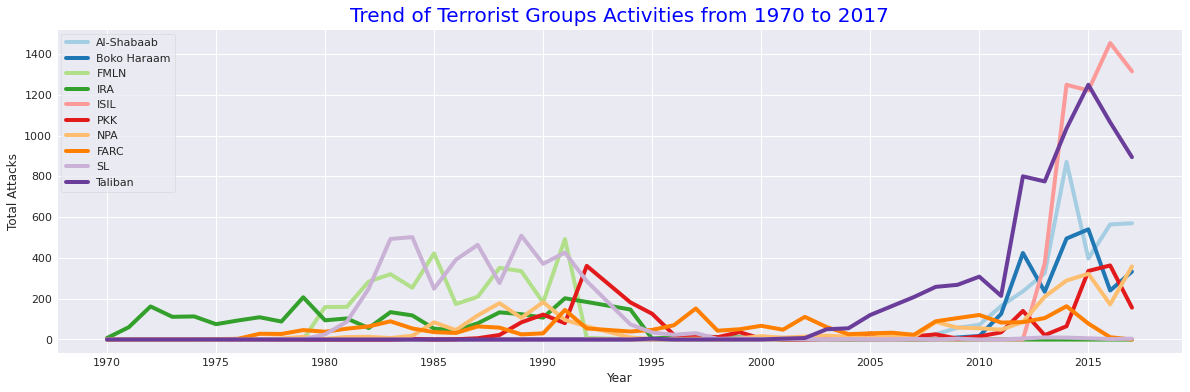 Trend of Terrorist Groups Activities from 1970 to 2017
Al-Shabaab
Boko Haraam
FMLN
IRA
ISIL
PKK
NPA
FARC
SL
Taliban
Total Attacks
1400
1200
1000
800
600
400
200
0
1970 1975 1980 1985 1990 1995 2000 2005 2010 2015
Year